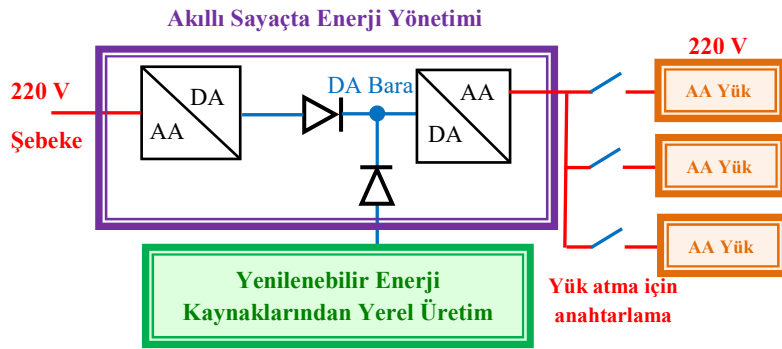 Akıllı Sayaçta Enerji Yönetimi
220 V
Şebeke
AA
DA
DA Bara
AA
DA
220 V
AA Yük
AA Yük
AA Yük
Yenilenebilir Enerji
Kaynaklarından Yerel Üretim
Yük atma için
anahtarlama